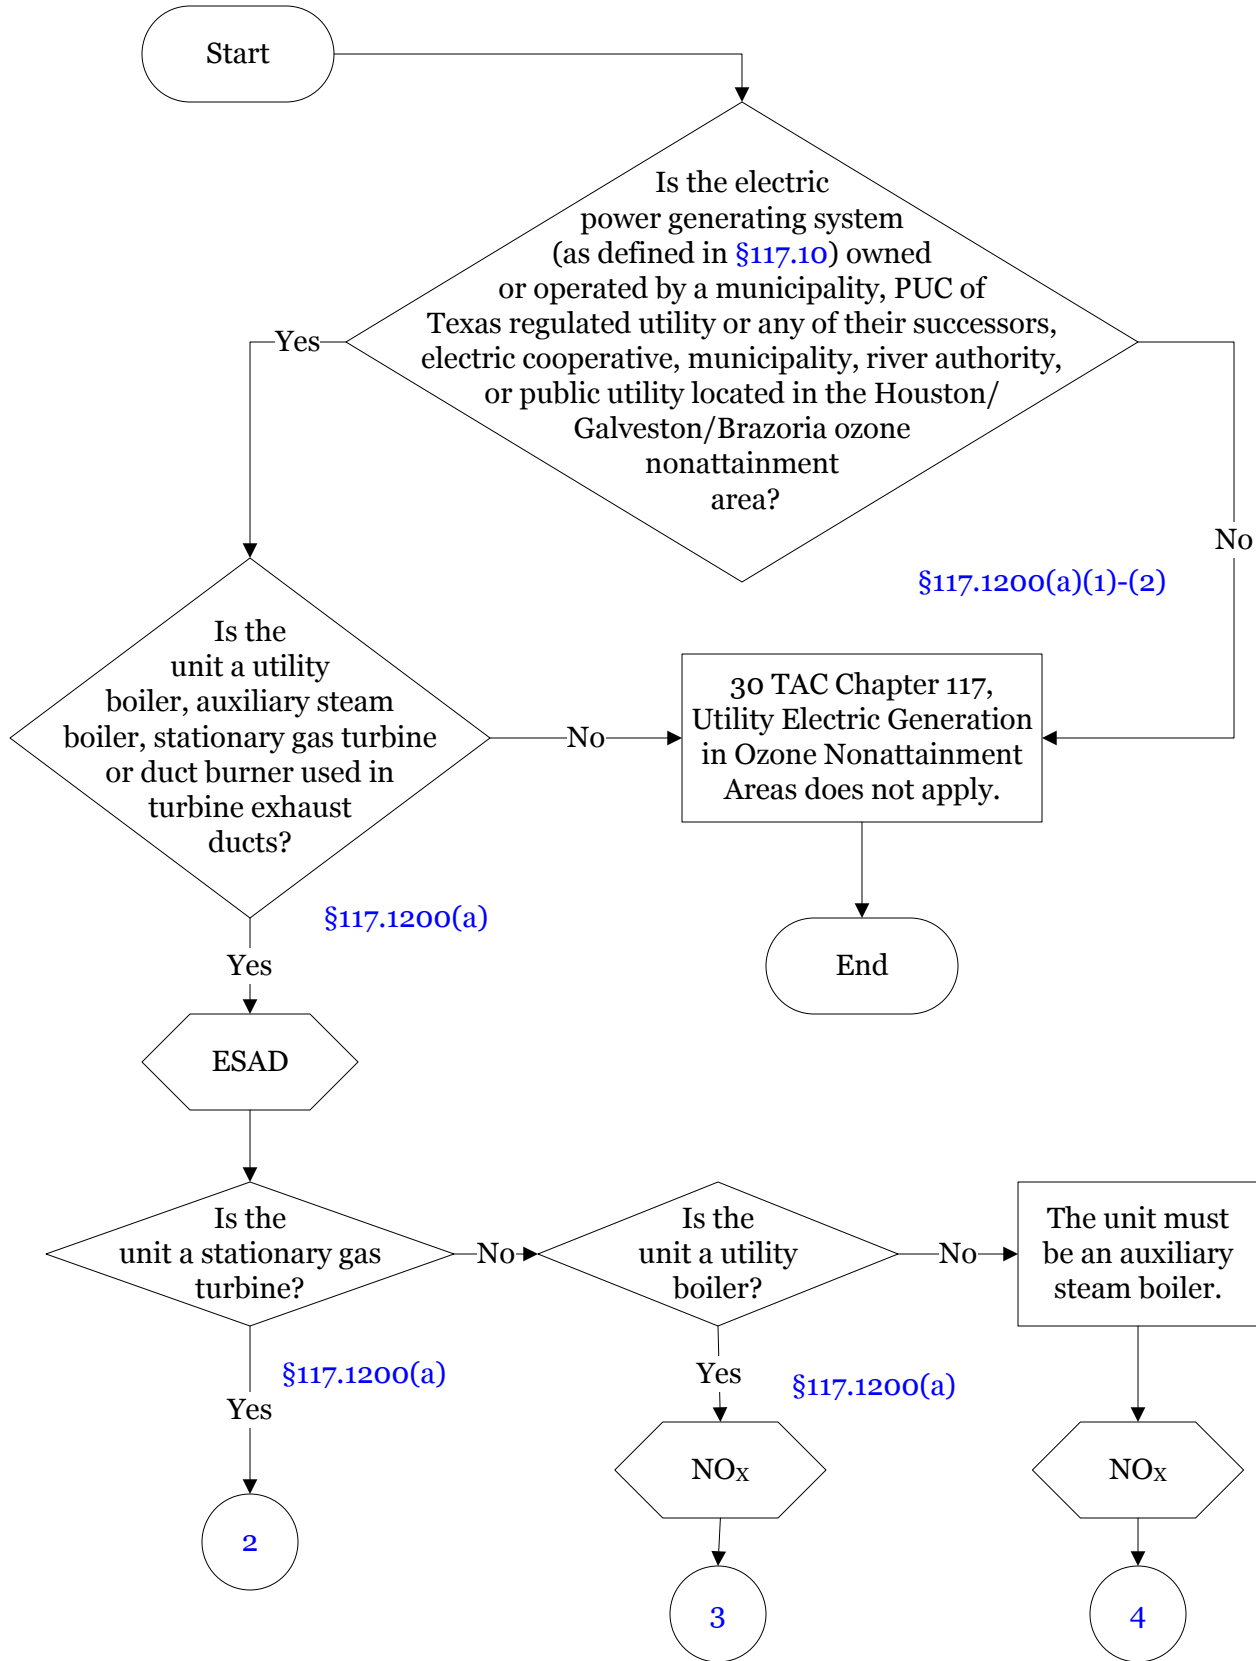 Start
Is the electric
power generating system
(as defined in §117.10) owned
or operated by a municipality, PUC of
Texas regulated utility or any of their successors,
electric cooperative, municipality, river authority,
or public utility located in the Houston/
Galveston/Brazoria ozone
nonattainment
area?
Yes
No
§117.1200(a)(1)-(2)
Is the
unit a utility
boiler, auxiliary steam
boiler, stationary gas turbine
or duct burner used in
turbine exhaust
ducts?
No
30 TAC Chapter 117,
Utility Electric Generation
in Ozone Nonattainment
Areas does not apply.
§117.1200(a)
Yes
End
ESAD
Is the
unit a stationary gas
turbine?
No
Is the
unit a utility
boiler?
No
The unit must
be an auxiliary
steam boiler.
§117.1200(a)
Yes
Yes
§117.1200(a)
NOX
NOX
2
3
4